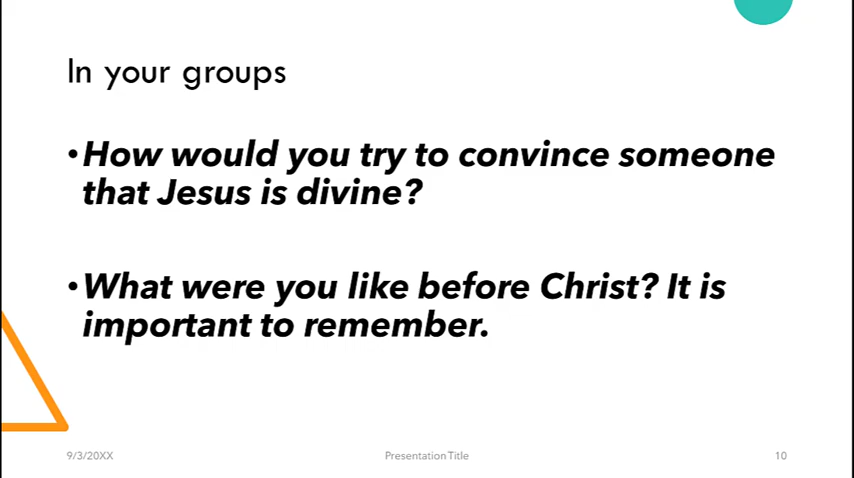 In your groups
•How would you try to convince someone
that Jesus is divine?
•What were you like before Christ? It is
important to remember.
9/3/20XX
Presentation Title
10